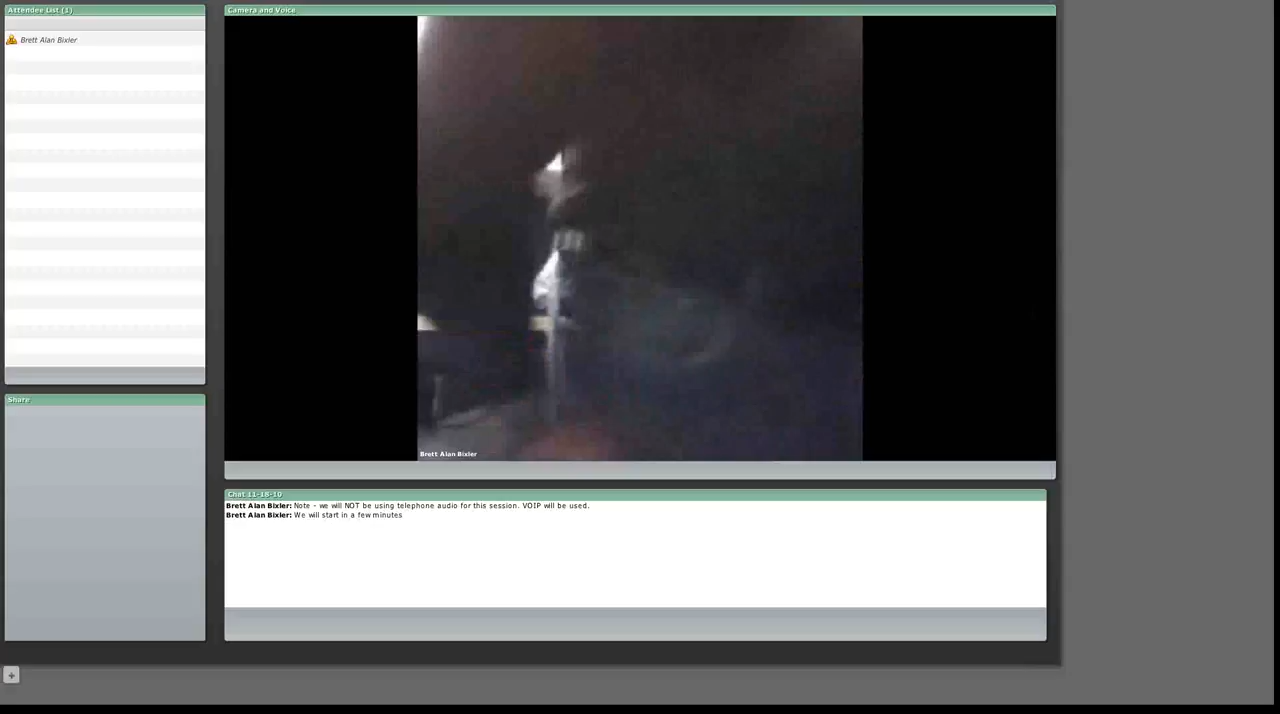 Attendee List (1)
Brett Alan Bixler
Camera and Voice
Brett Alan Bixler
Share
Chat 11-18-10
Brett Alan Bixler: Note - we will NOT be using telephone audio for this session. VOIP will be used.
Brett Alan Bixler: We will start in a few minutes